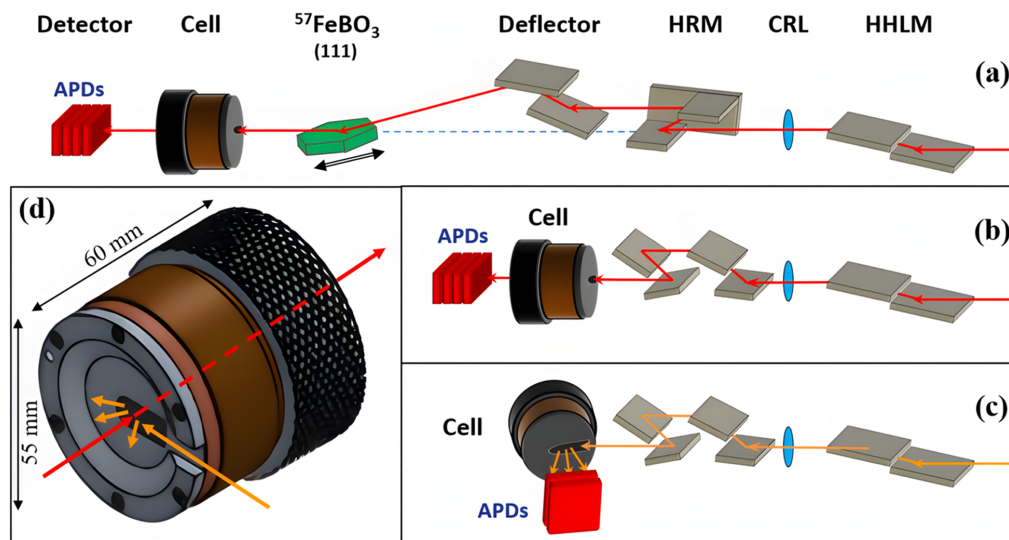 Detector Cell ⁵⁷FeBO₃ Deflector HRM CRL HHLM
(111)
(a)
APDs
(d)
60 mm
55 mm
Cell
(b)
APDs
(c)
Cell
APDs